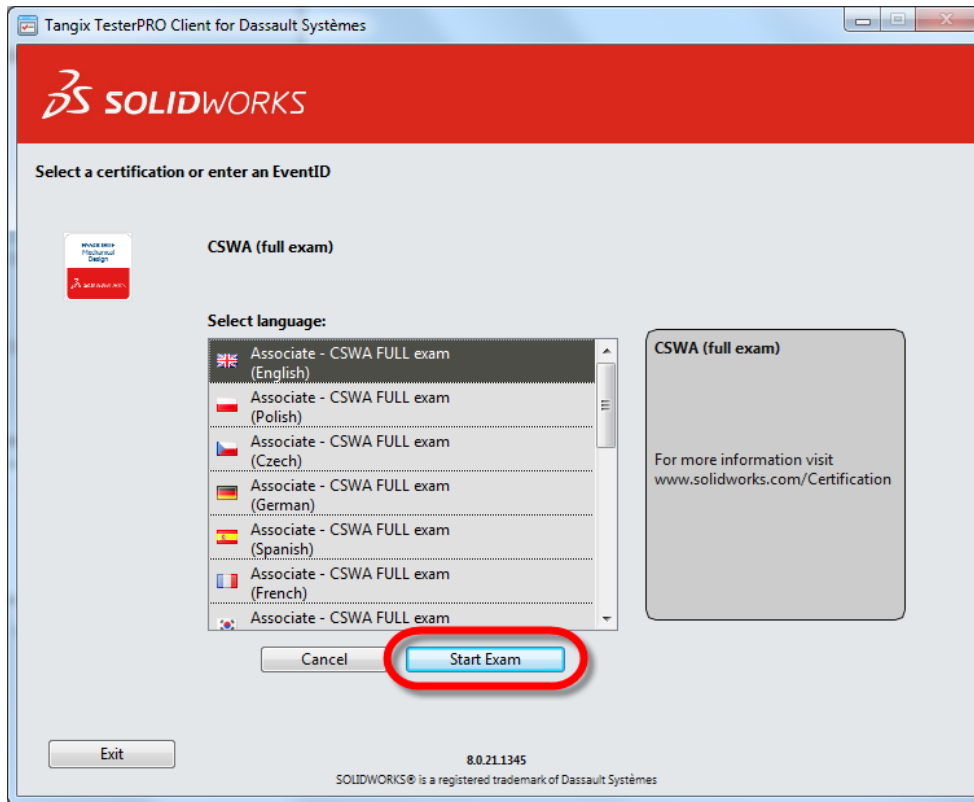 Tangix TesterPRO Client for Dassault Systèmes
SOLIDWORKS
Select a certification or enter an EventID
Mechanical
Design
CSWA (full exam)
Select language:
Associate - CSWA FULL exam
(English)
Associate - CSWA FULL exam
(Polish)
Associate - CSWA FULL exam
(Czech)
Associate - CSWA FULL exam
(German)
Associate - CSWA FULL exam
(Spanish)
Associate - CSWA FULL exam
(French)
Associate - CSWA FULL exam
CSWA (full exam)
For more information visit
www.solidworks.com/Certification
Cancel
Start Exam
Exit
8.0.21.1345
SOLIDWORKS® is a registered trademark of Dassault Systèmes